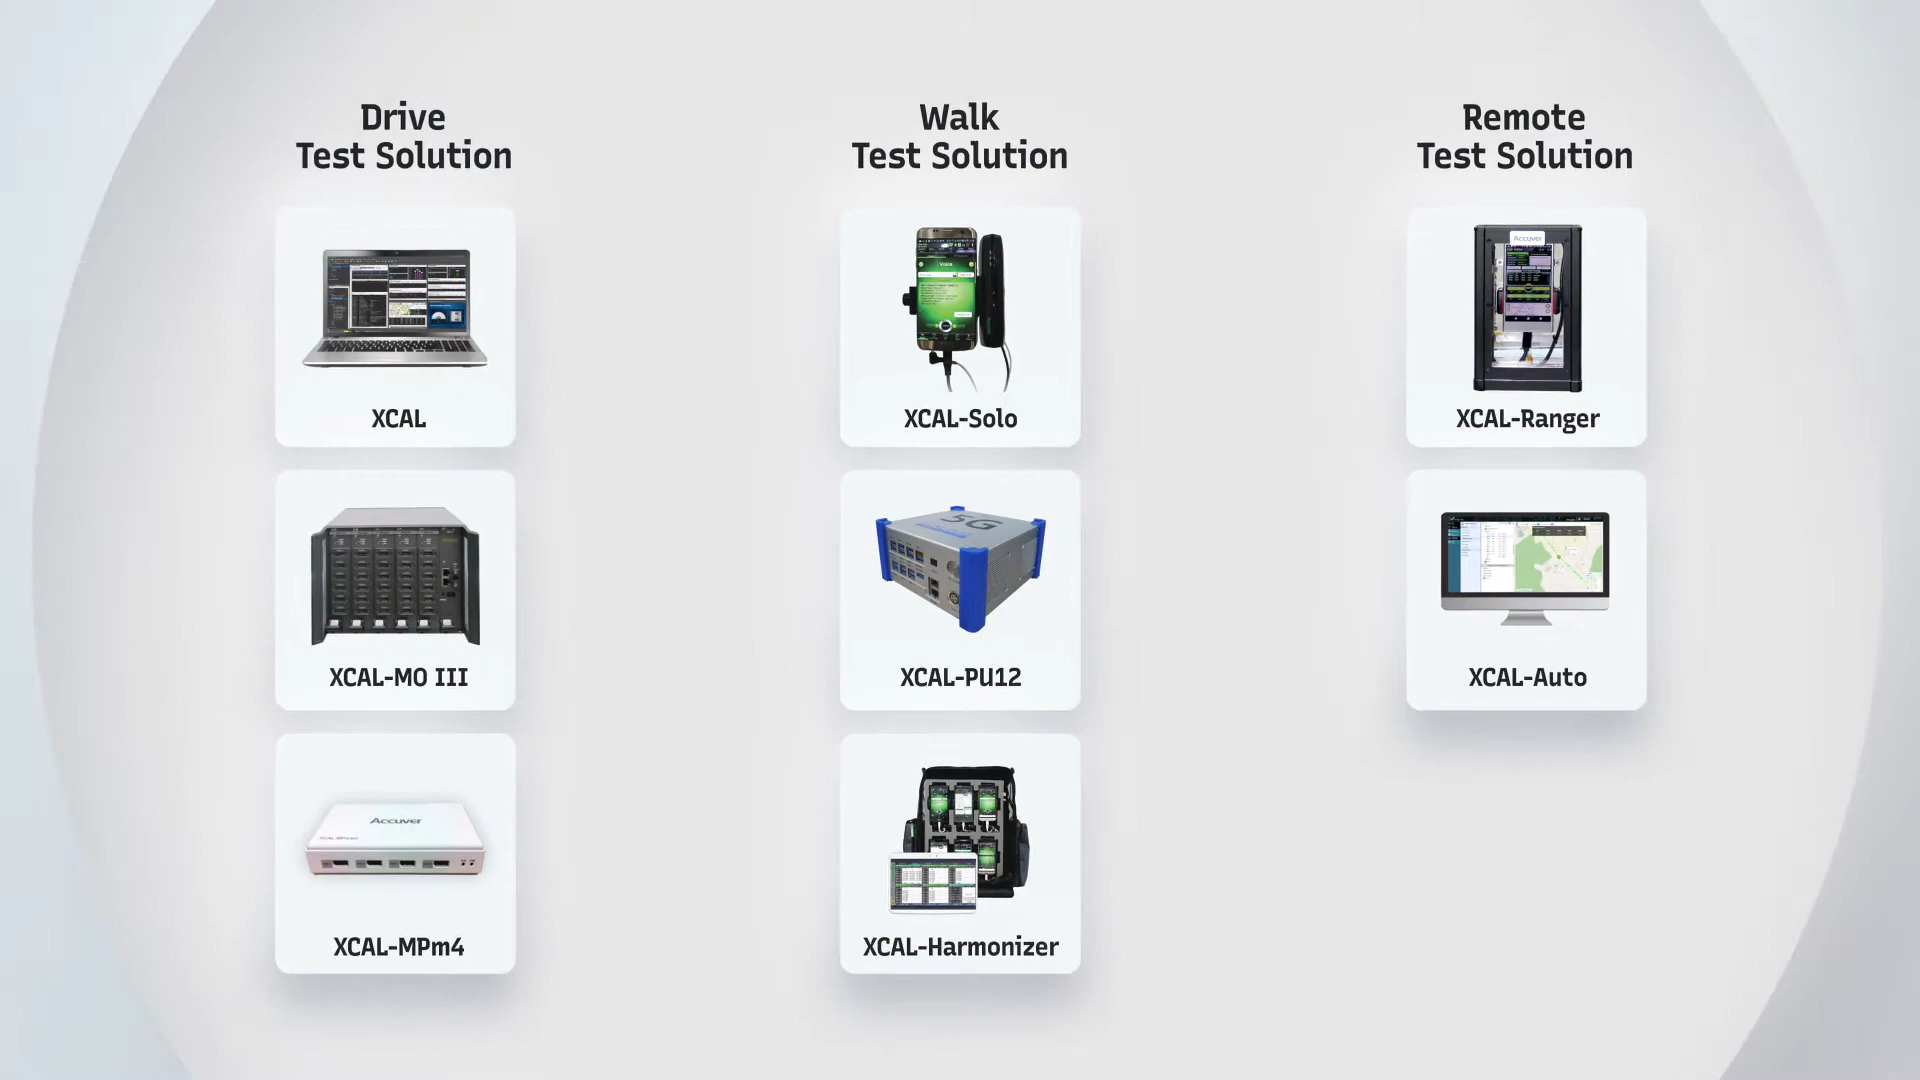 Drive
Test Solution
XCAL
XCAL-MO III
Accuver
XCAL-MPm4
Walk
Test Solution
Voice
XCAL-Solo
5G
XCAL-PU12
XCAL-Harmonizer
Remote
Test Solution
Accuver
XCAL-Ranger
XCAL-Auto